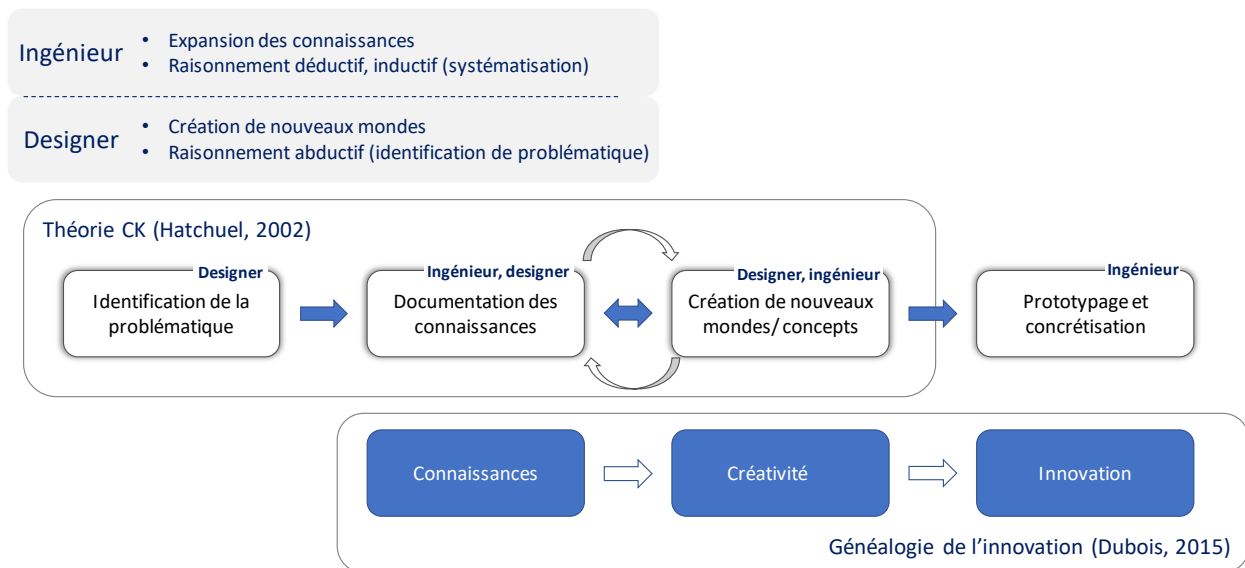 Ingénieur
• Expansion des connaissances
• Raisonnement déductif, inductif (systématisation)
Designer
• Création de nouveaux mondes
• Raisonnement abductif (identification de problématique)
Théorie CK (Hatchuel, 2002)
Designer
Identification de la
problématique
Ingénieur, designer
Documentation des
connaissances
Designer, ingénieur
Création de nouveaux
mondes/ concepts
Ingénieur
Prototypage et
concrétisation
Connaissances
Créativité
Innovation
Généalogie de l’innovation (Dubois, 2015)